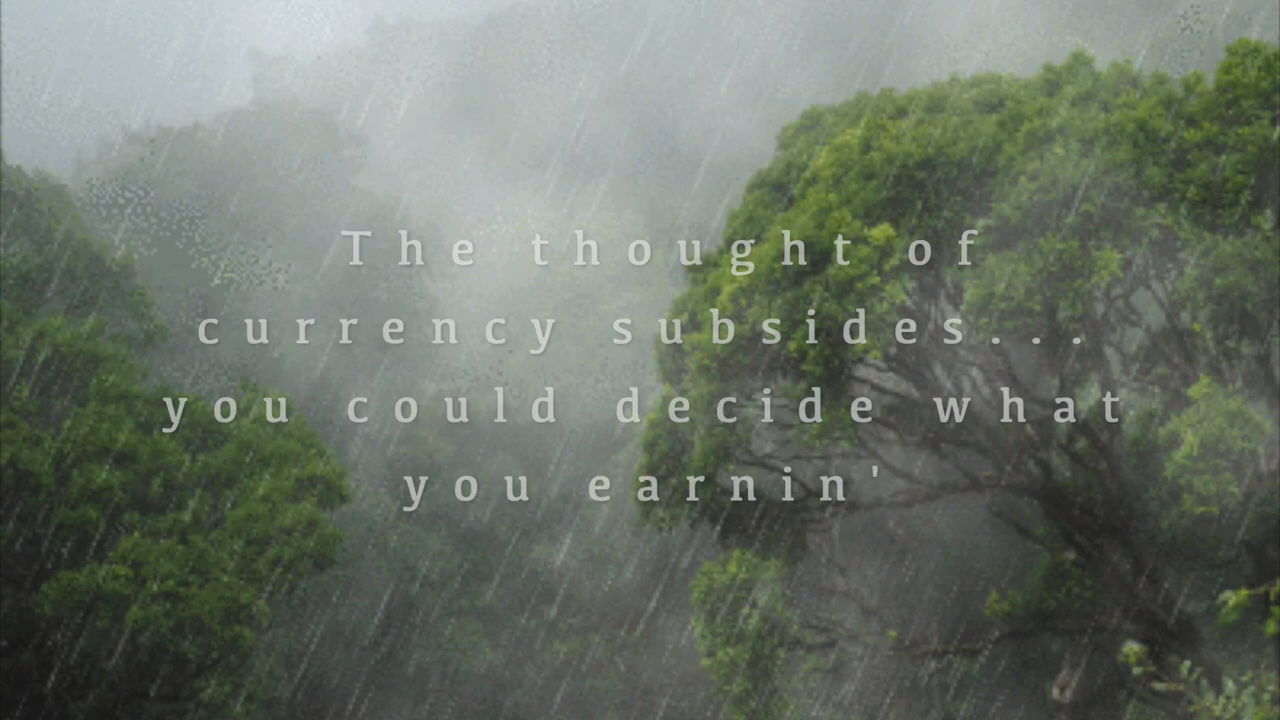 The thought of
currency subsides...
you could decide what
you earnin'